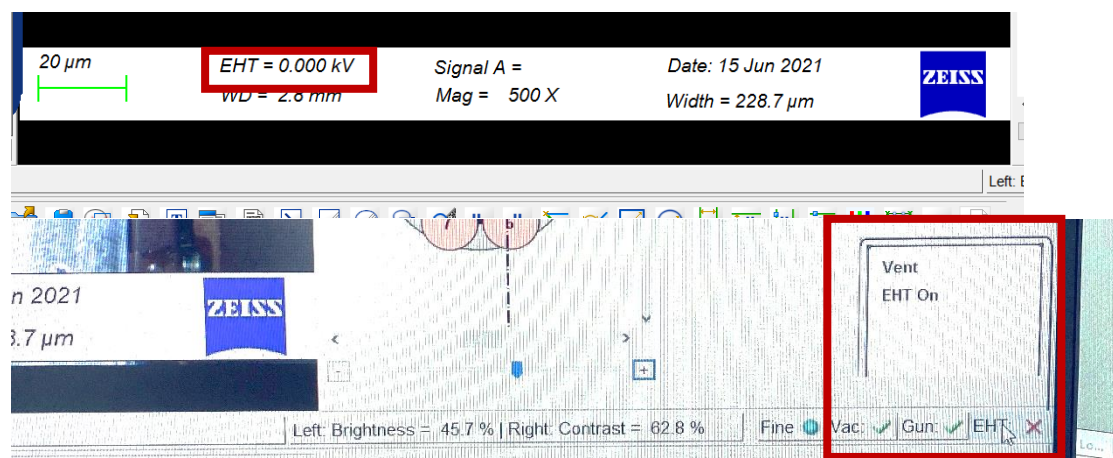 20 µm
EHT = 0.000 kV
Signal A =
Date: 15 Jun 2021
ZEISS
WD = 2.8 mm
Mag = 500 X
Width = 228.7 µm
Left:
b
Vent
n 2021
EHT On
ZEISS
3.7 µm
-
+
Left: Brightness = 45.7 % | Right: Contrast = 62.8 %
Fine
Vac:
Gun:
EHT:
Lo...